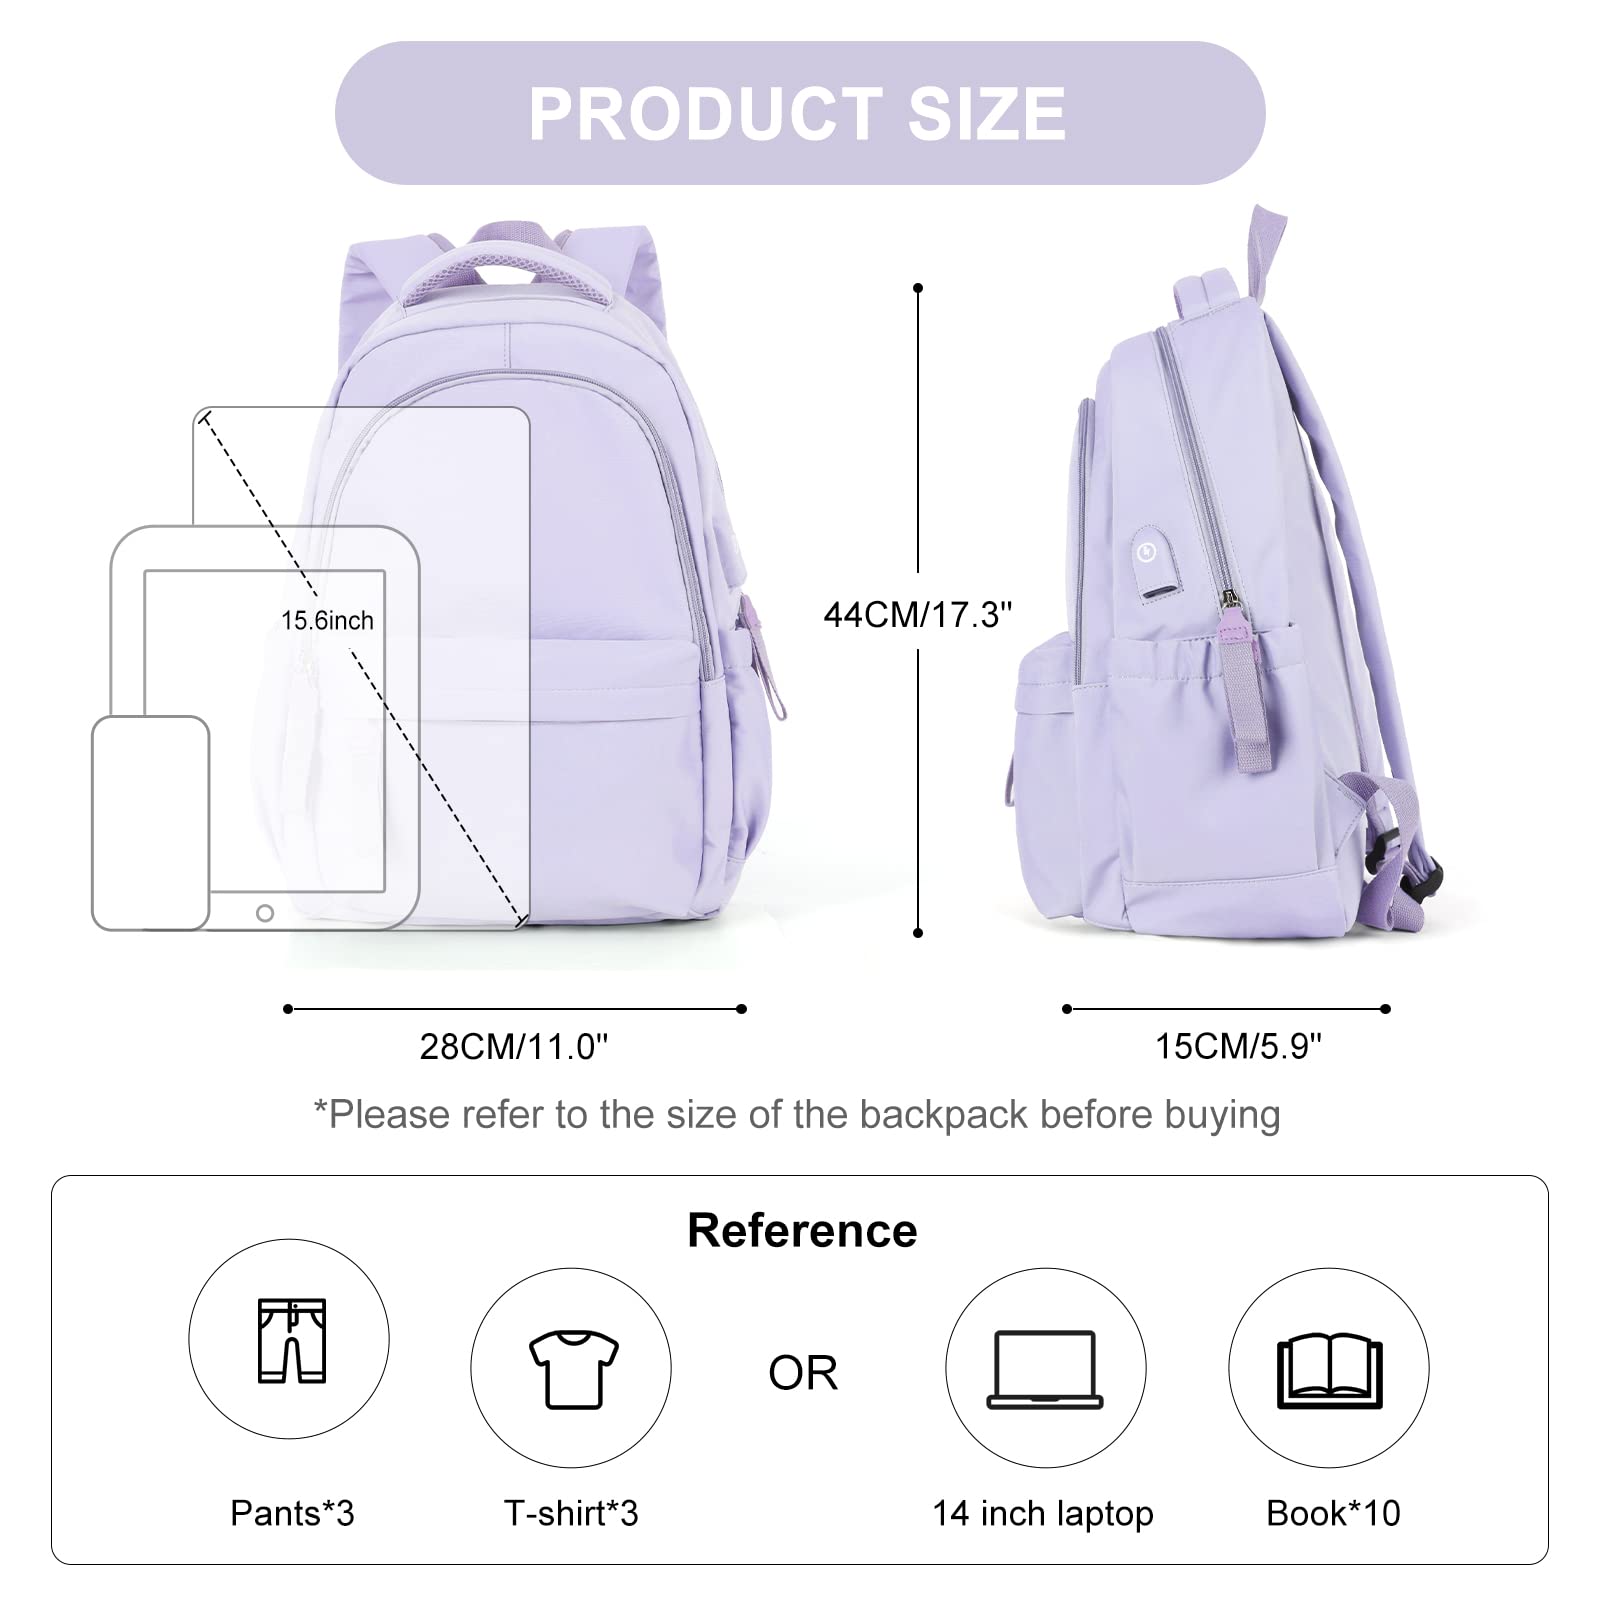 PRODUCT SIZE
15.6inch
44CM/17.3"
28CM/11.0"
15CM/5.9"
*Please refer to the size of the backpack before buying
Reference
OR
Pants*3
T-shirt*3
14 inch laptop
Book*10